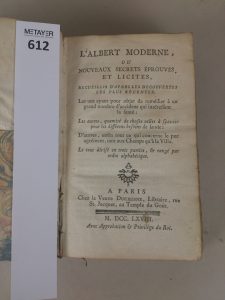 METAYER
612
L'ALBERT MODERNE,
OU
NOUVEAUX SECRETS ÉPROUVÉS,
ET LICITES,
RECUEILLIS D'APRÈS LES DÉCOUVERTES
LES PLUS RÉCENTES.
Les uns ayant pour objet de remédier à un
grand nombre d'accidens qui intéressent
la santé:
Les autres, quantité de choses utiles à sçavoir
pour les différens besoins de la vie:
D'autres, enfin, tout ce qui concerne le pur
agrément, tant aux Champs qu'à la Ville.
Le tout divisé en trois parties, & rangé par
ordre alphabétique.
A PARIS
Chez la Veuve DUCHESNE, Libraire, rue
St. Jacques, au Temple du Goût.
M. DCC. LXVIII.
Avec Approbation & Privilége du Roi.